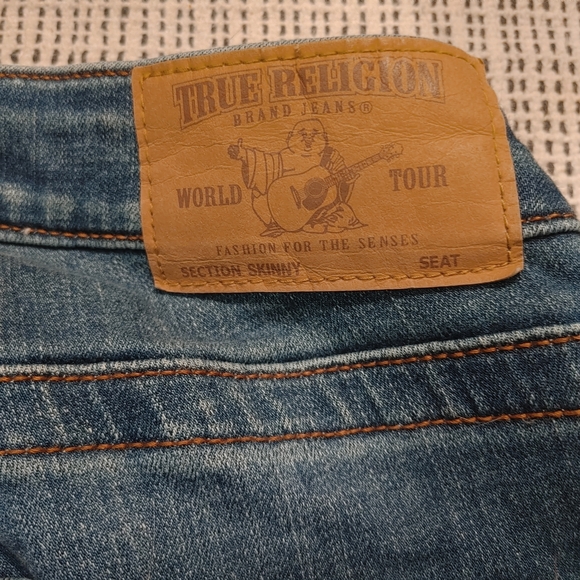 TRUE RELIGION
BRAND JEANS®
WORLD TOUR
FASHION FOR THE SENSES
SECTION SKINNY SEAT